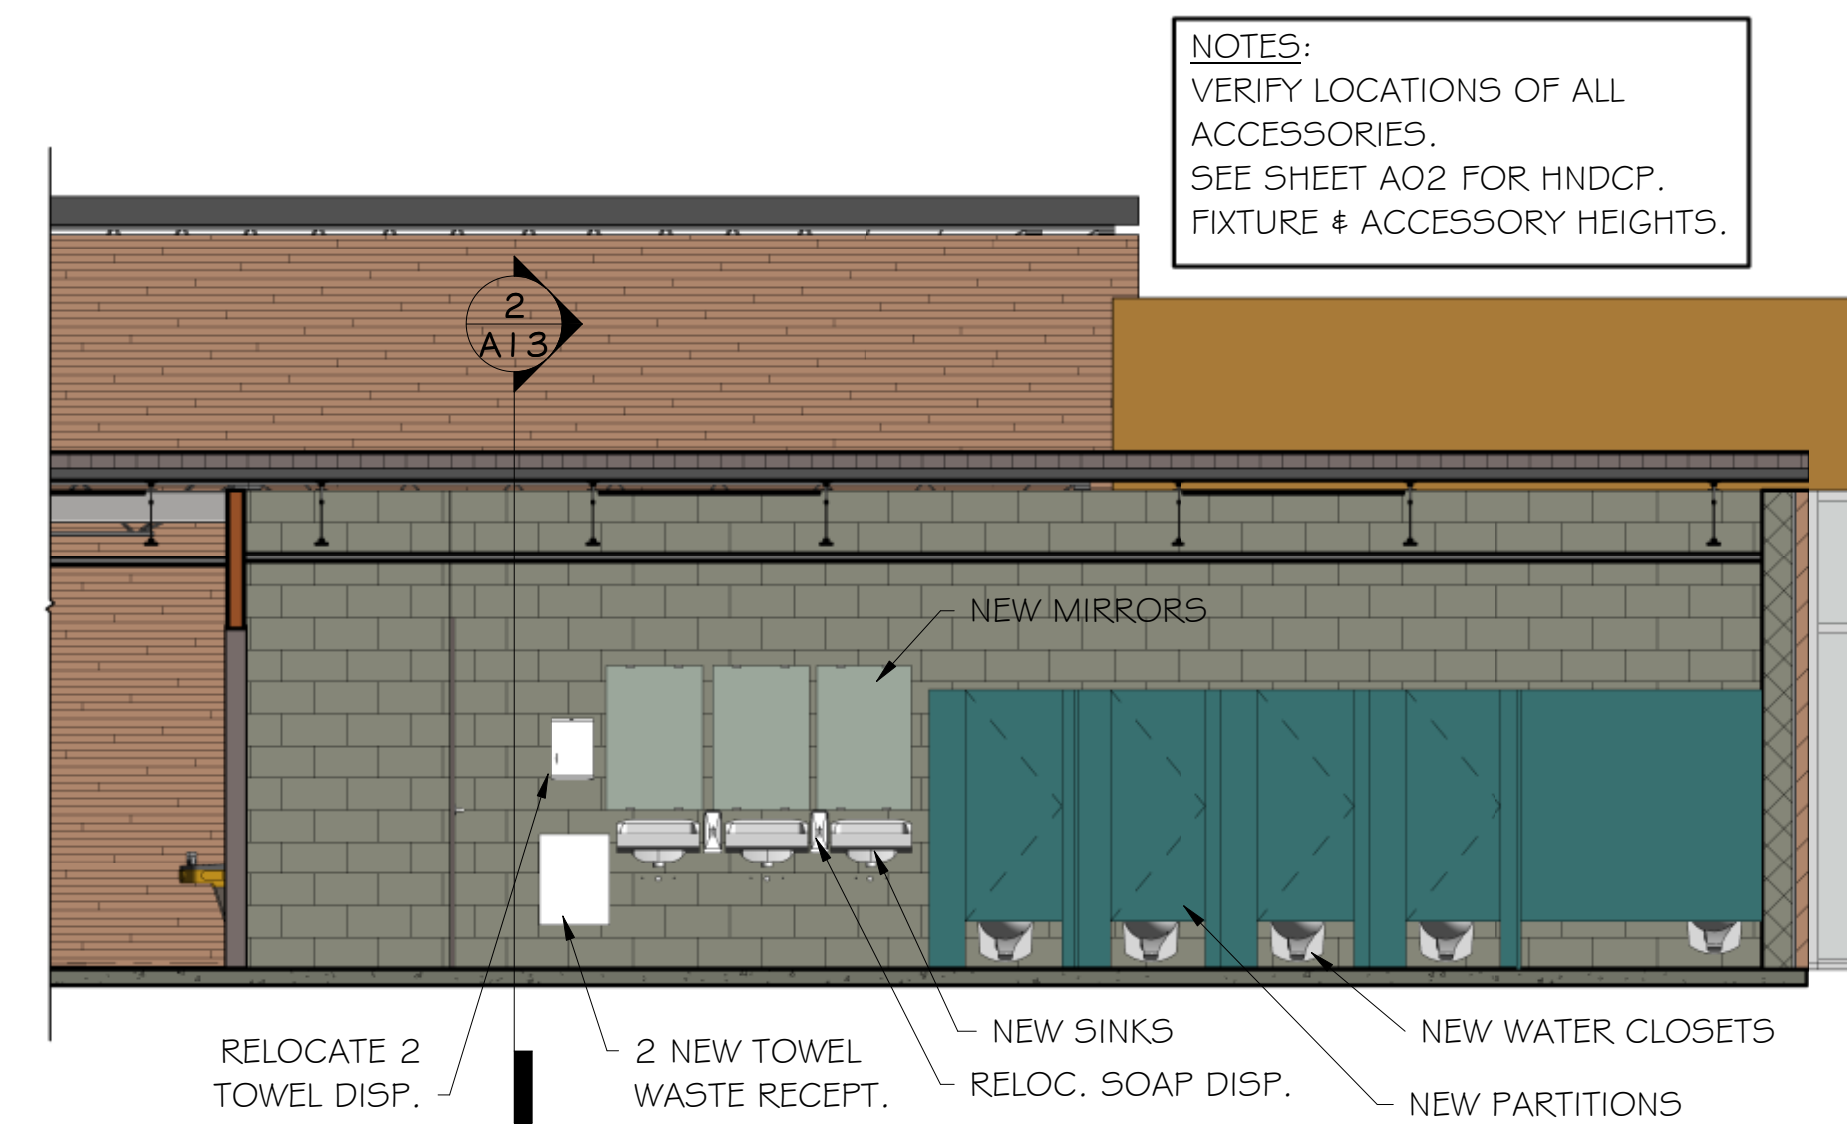 NOTES:
VERIFY LOCATIONS OF ALL
ACCESSORIES.
SEE SHEET A02 FOR HNDCP.
FIXTURE & ACCESSORY HEIGHTS.
2
A13
NEW MIRRORS
RELOCATE 2
TOWEL DISP.
2 NEW TOWEL
WASTE RECEPT.
NEW SINKS
RELOC. SOAP DISP.
NEW WATER CLOSETS
NEW PARTITIONS